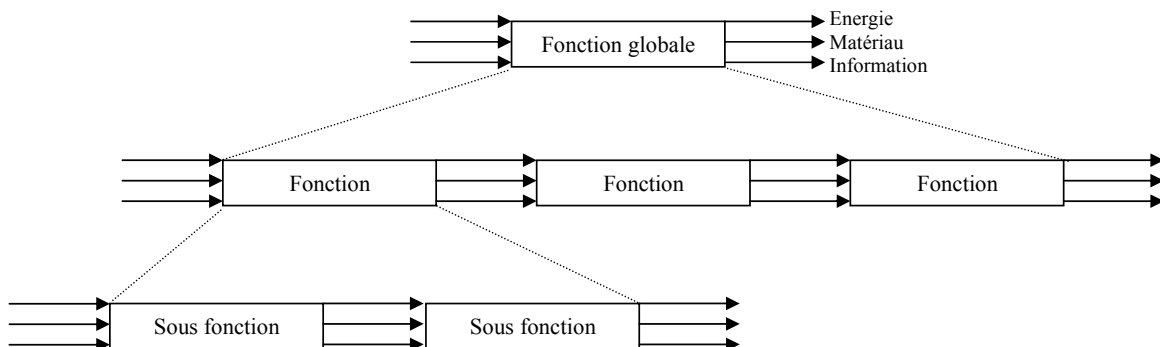 Energie
Fonction globale
Matériau
Information
Fonction
Fonction
Fonction
Sous fonction
Sous fonction